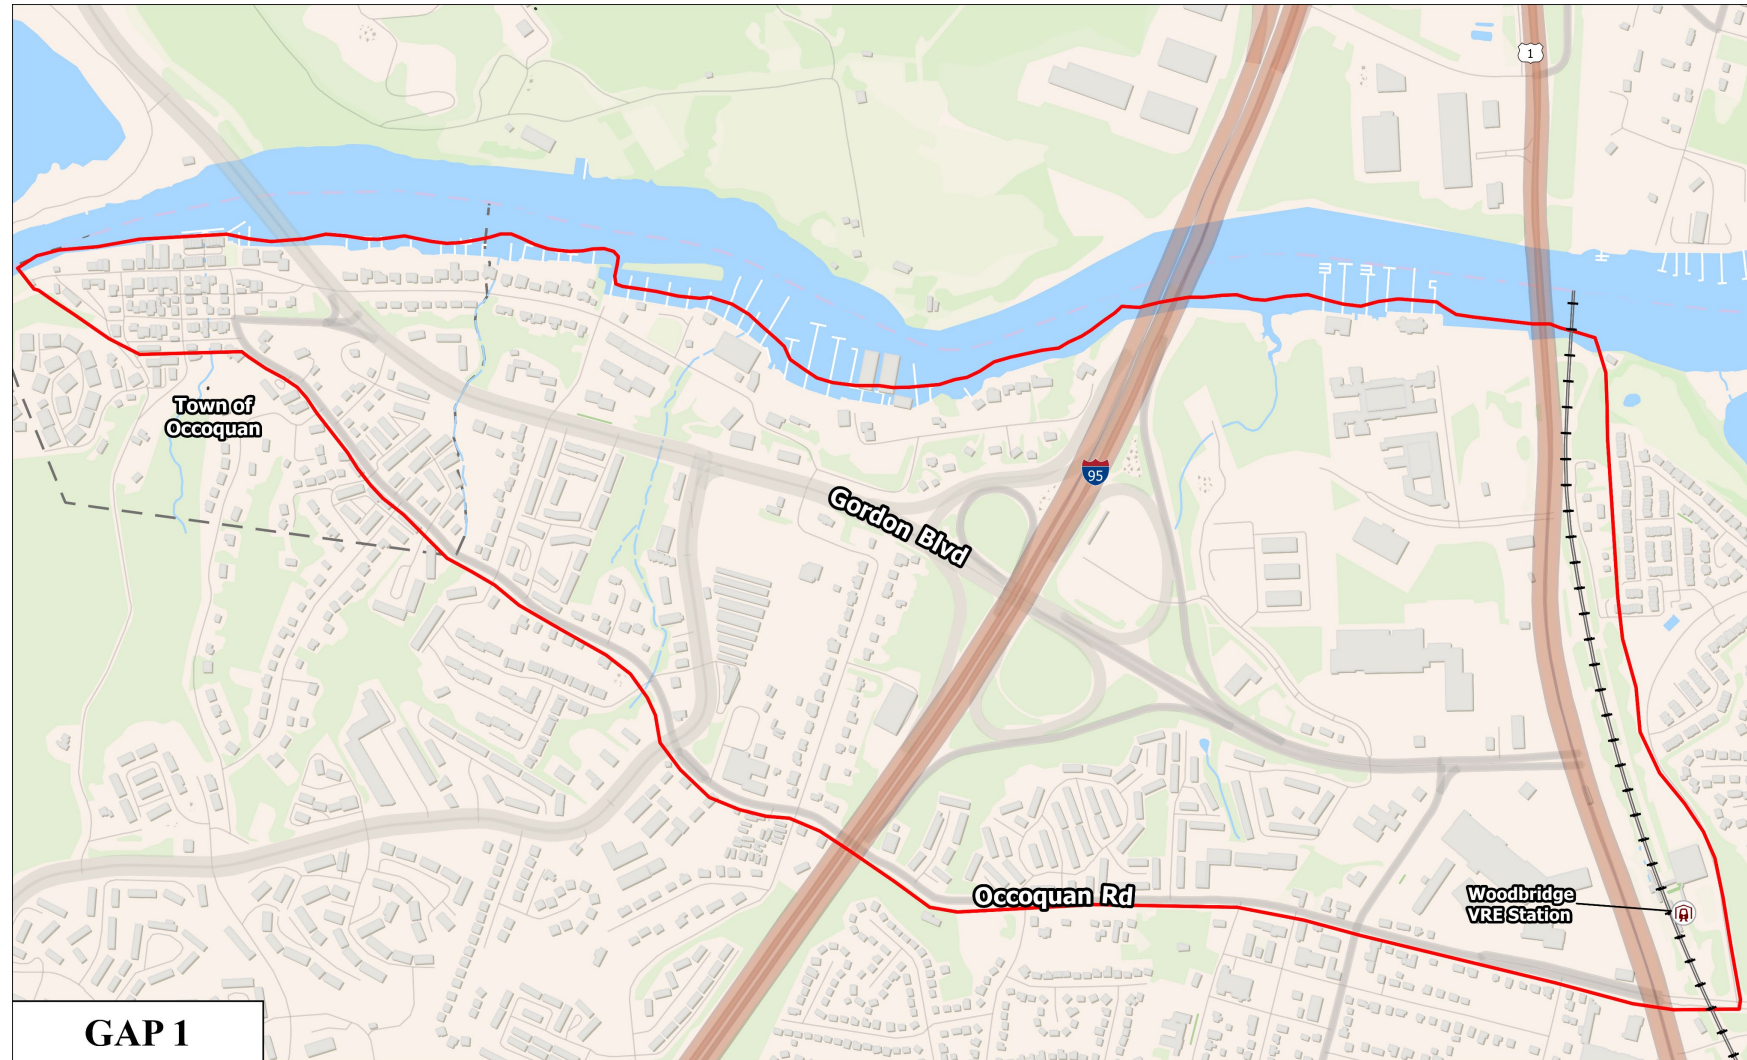 1
Town of
Occoquan
95
Gordon Blvd
Occoquan Rd
Woodbridge
VRE Station
GAP 1